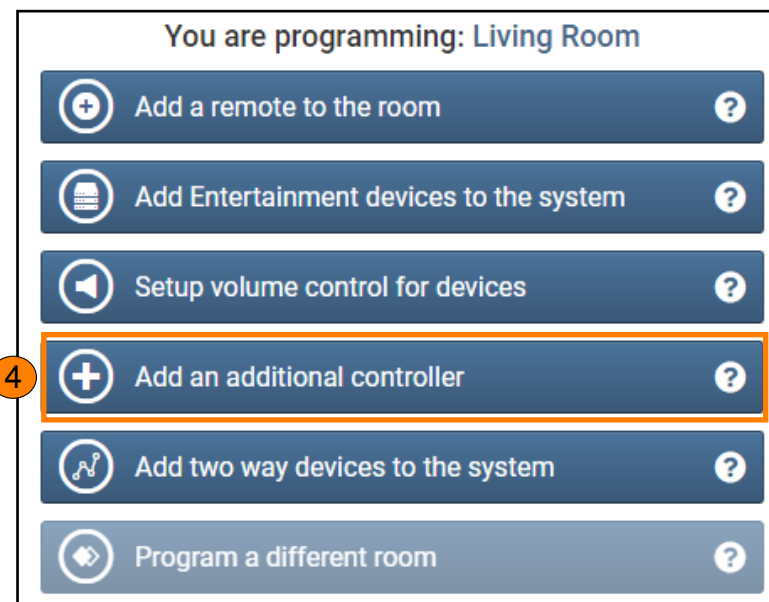 You are programming: Living Room
Add a remote to the room ?
Add Entertainment devices to the system ?
Setup volume control for devices ?
4 Add an additional controller ?
Add two way devices to the system ?
Program a different room ?